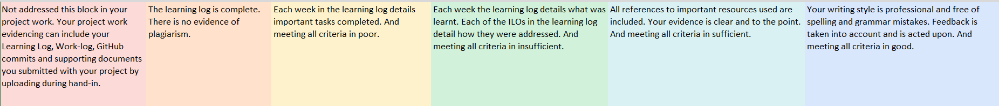 Not addressed this block in your
project work. Your project work
evidencing can include your
Learning Log, Work-log, GitHub
commits and supporting documents
you submitted with your project by
uploading during hand-in.
The learning log is complete.
There is no evidence of
plagiarism.
Each week in the learning log details
important tasks completed. And
meeting all criteria in poor.
Each week the learning log details what was
learnt. Each of the ILOs in the learning log
detail how they were addressed. And
meeting all criteria in insufficient.
All references to important resources used are
included. Your evidence is clear and to the point.
And meeting all criteria in sufficient.
Your writing style is professional and free of
spelling and grammar mistakes. Feedback is
taken into account and is acted upon. And
meeting all criteria in good.